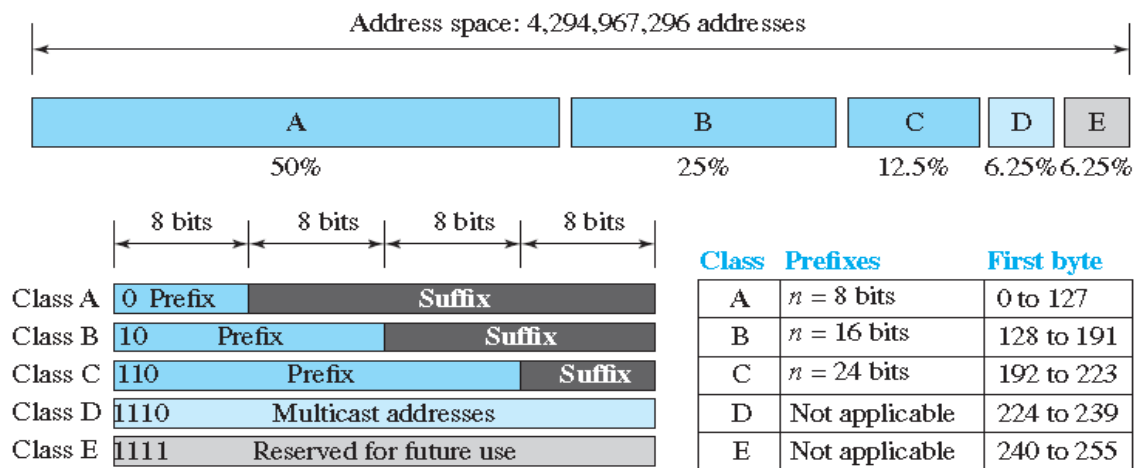 Address space: 4,294,967,296 addresses
A B C D E
50% 25% 12.5% 6.25% 6.25%
8 bits 8 bits 8 bits 8 bits
Class A 0 Prefix Suffix
Class B 10 Prefix Suffix
Class C 110 Prefix Suffix
Class D 1110 Multicast addresses
Class E 1111 Reserved for future use
Class Prefixes First byte
A n = 8 bits 0 to 127
B n = 16 bits 128 to 191
C n = 24 bits 192 to 223
D Not applicable 224 to 239
E Not applicable 240 to 255